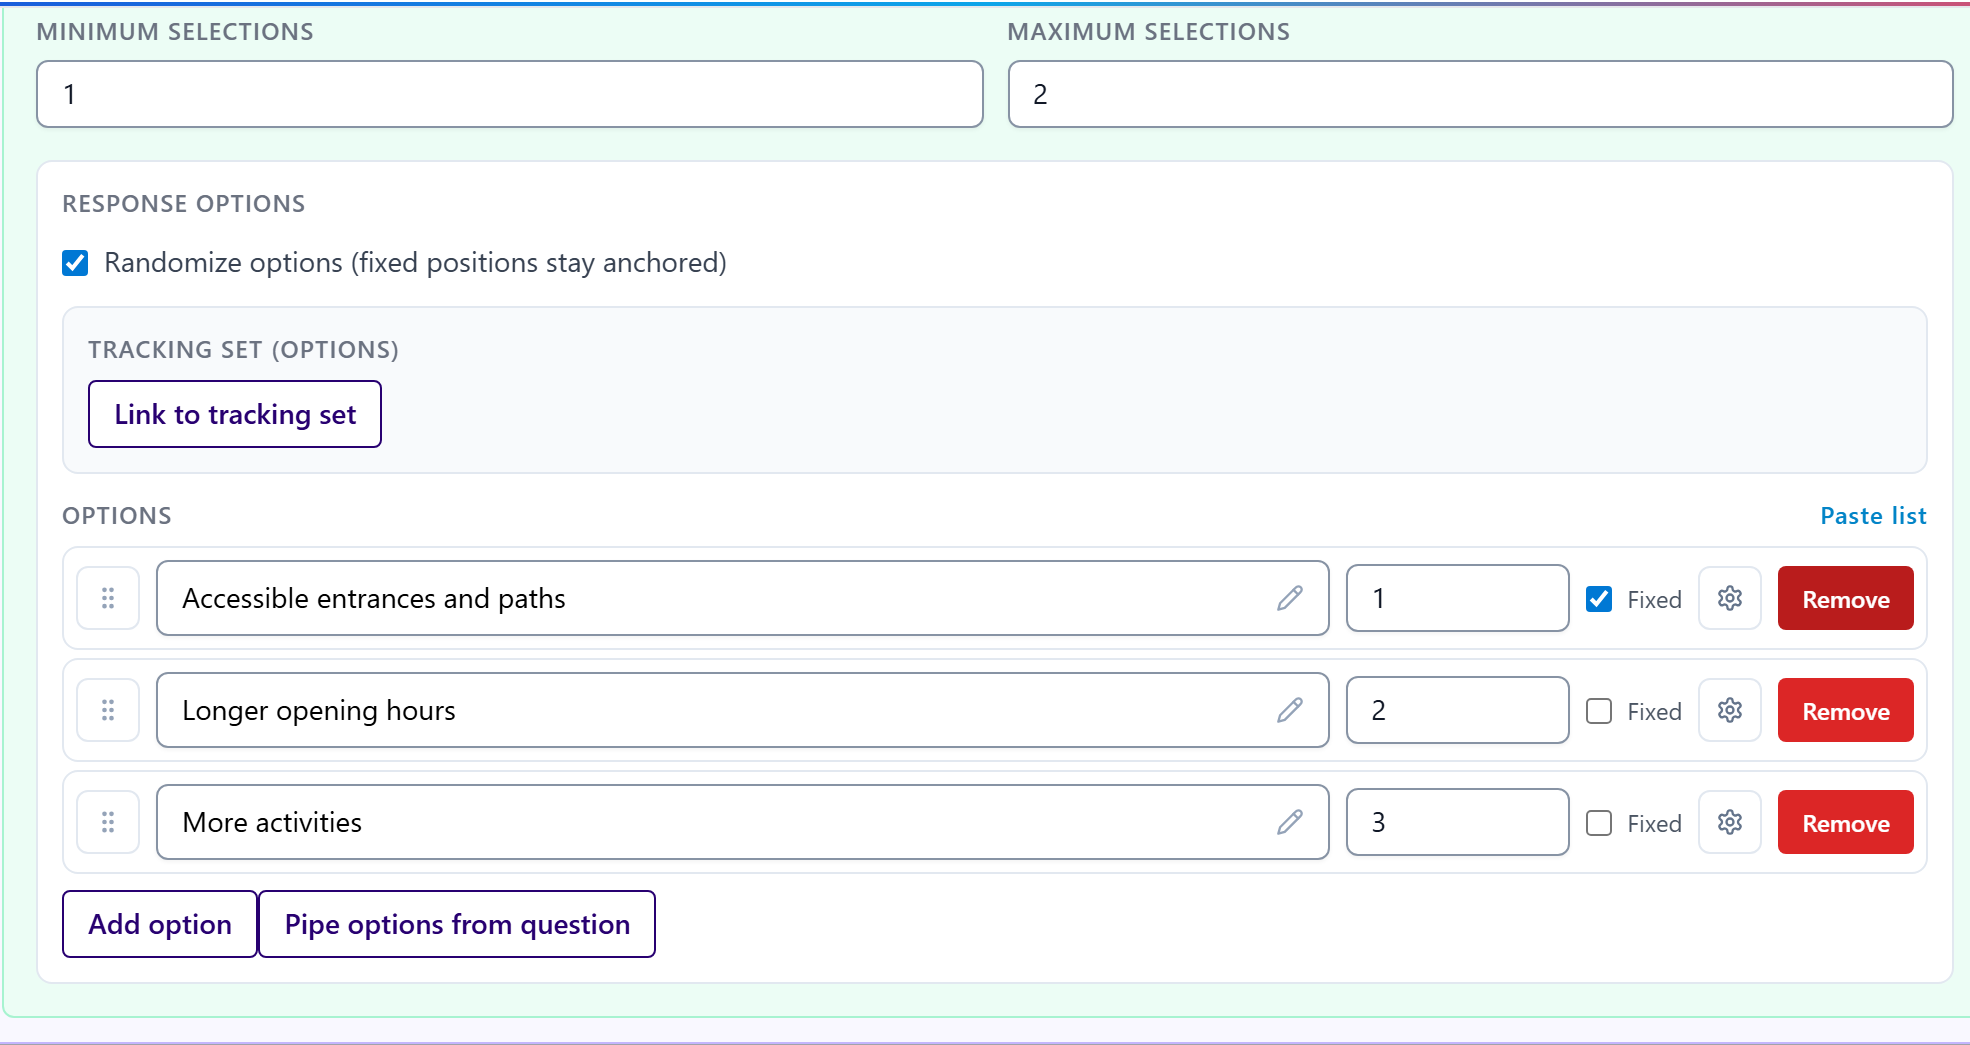 MINIMUM SELECTIONS
MAXIMUM SELECTIONS
1
2
RESPONSE OPTIONS
Randomize options (fixed positions stay anchored)
TRACKING SET (OPTIONS)
Link to tracking set
OPTIONS
Paste list
Accessible entrances and paths
1
Fixed
Remove
Longer opening hours
2
Fixed
Remove
More activities
3
Fixed
Remove
Add option
Pipe options from question